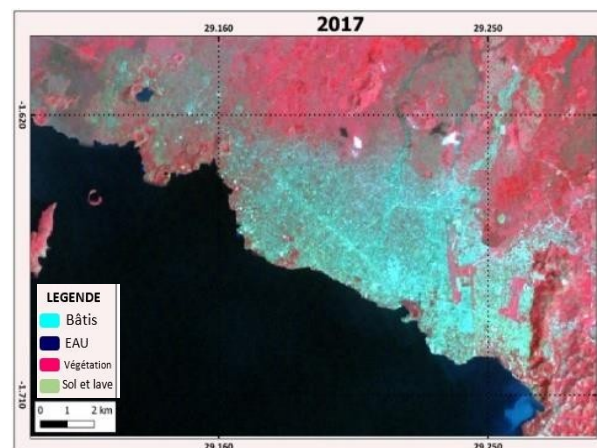 2017
29.160 29.250
-1.620
LEGENDE
Bâtis
EAU
Végétation
Sol et lave
0 1 2 km
-1.710
29.160 29.250